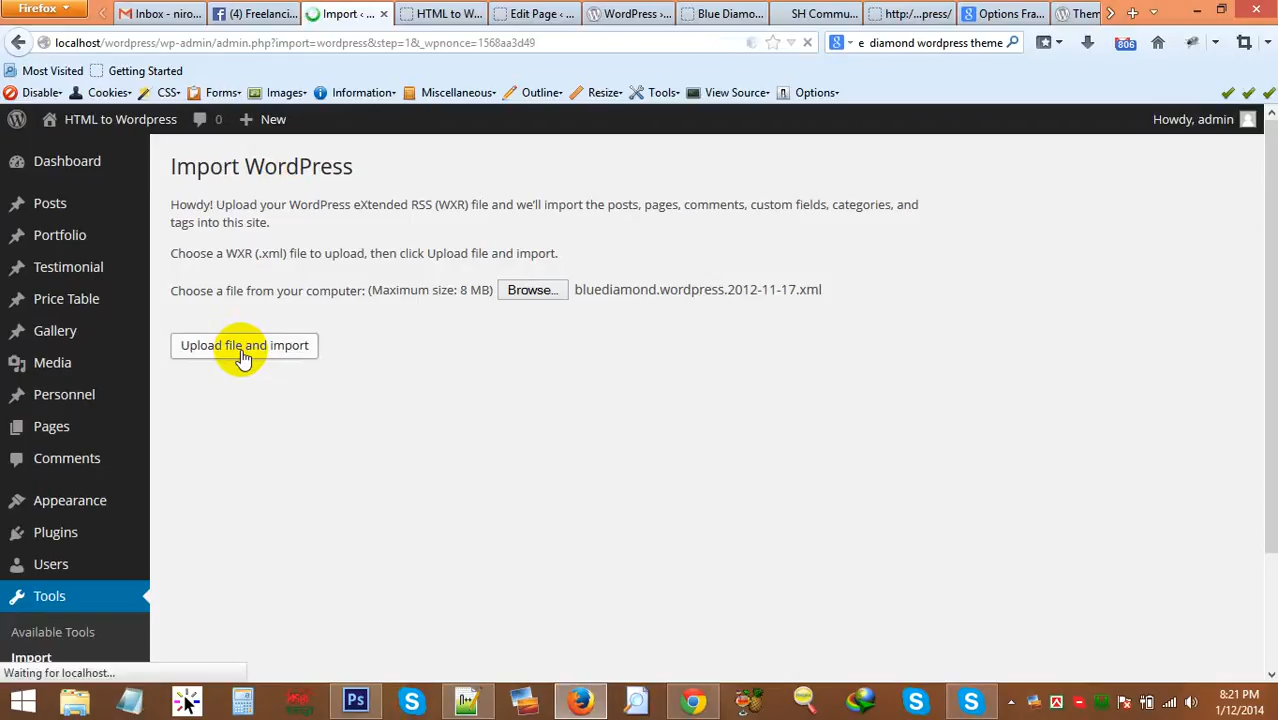 Firefox
Inbox - niro...
(4) Freelanci...
Import ‹ ...
HTML to W...
Edit Page ‹ ...
WordPress ›...
Blue Diamo...
SH Commu...
http:/...press/
Options Fra...
Them
localhost/wordpress/wp-admin/admin.php?import=wordpress&step=1&_wpnonce=1568aa3d49
e diamond wordpress theme
806
Most Visited
Getting Started
Disable
Cookies
CSS
Forms
Images
Information
Miscellaneous
Outline
Resize
Tools
View Source
Options
HTML to Wordpress
0
New
Howdy, admin
Dashboard
Posts
Portfolio
Testimonial
Price Table
Gallery
Media
Personnel
Pages
Comments
Appearance
Plugins
Users
Tools
Available Tools
Import
Import WordPress
Howdy! Upload your WordPress eXtended RSS (WXR) file and we'll import the posts, pages, comments, custom fields, categories, and
tags into this site.
Choose a WXR (.xml) file to upload, then click Upload file and import.
Choose a file from your computer: (Maximum size: 8 MB) Browse... bluediamond.wordpress.2012-11-17.xml
Upload file and import
Waiting for localhost...
Ps
8:21 PM
1/12/2014